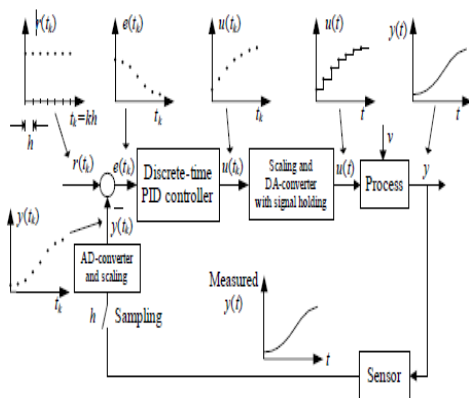 r(tₖ)
e(tₖ)
u(tₖ)
u(t)
y(t)
tₖ=kh
tₖ
tₖ
t
t
h
r(tₖ)
e(tₖ)
Discrete-time
PID controller
u(tₖ)
Scaling and
DA-converter
with signal holding
u(t)
v
Process
y
y(tₖ)
–
y(tₖ)
AD-converter
and scaling
tₖ
h
Sampling
Measured
y(t)
t
Sensor